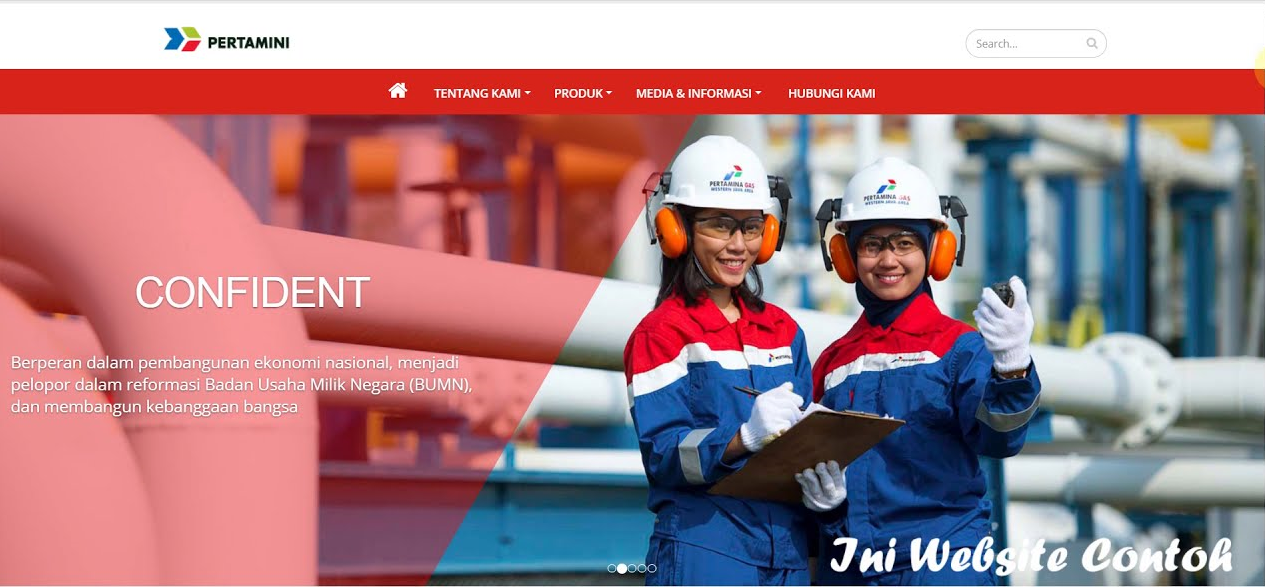 PERTAMINI
Search...
TENTANG KAMI
PRODUK
MEDIA & INFORMASI
HUBUNGI KAMI
PERTAMINA GAS
WESTERN JAVA AREA
PERTAMINA GAS
WESTERN JAVA AREA
CONFIDENT
Berperan dalam pembangunan ekonomi nasional, menjadi
pelopor dalam reformasi Badan Usaha Milik Negara (BUMN),
dan membangun kebanggaan bangsa
Ini Website Contoh